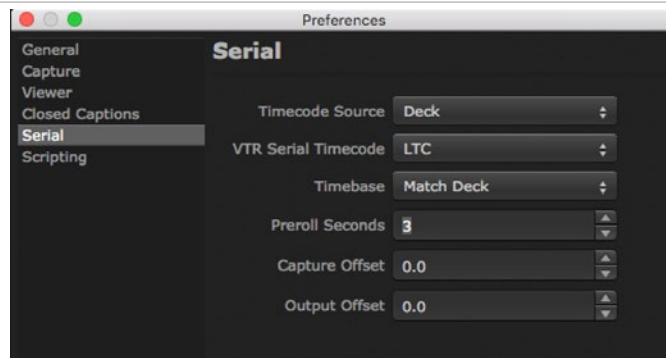 Preferences
General
Capture
Viewer
Closed Captions
Serial
Scripting
Serial
Timecode Source Deck
VTR Serial Timecode LTC
Timebase Match Deck
Preroll Seconds 3
Capture Offset 0.0
Output Offset 0.0